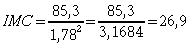 IMC = 85,3 / 1,78² = 85,3 / 3,1684 = 26,9